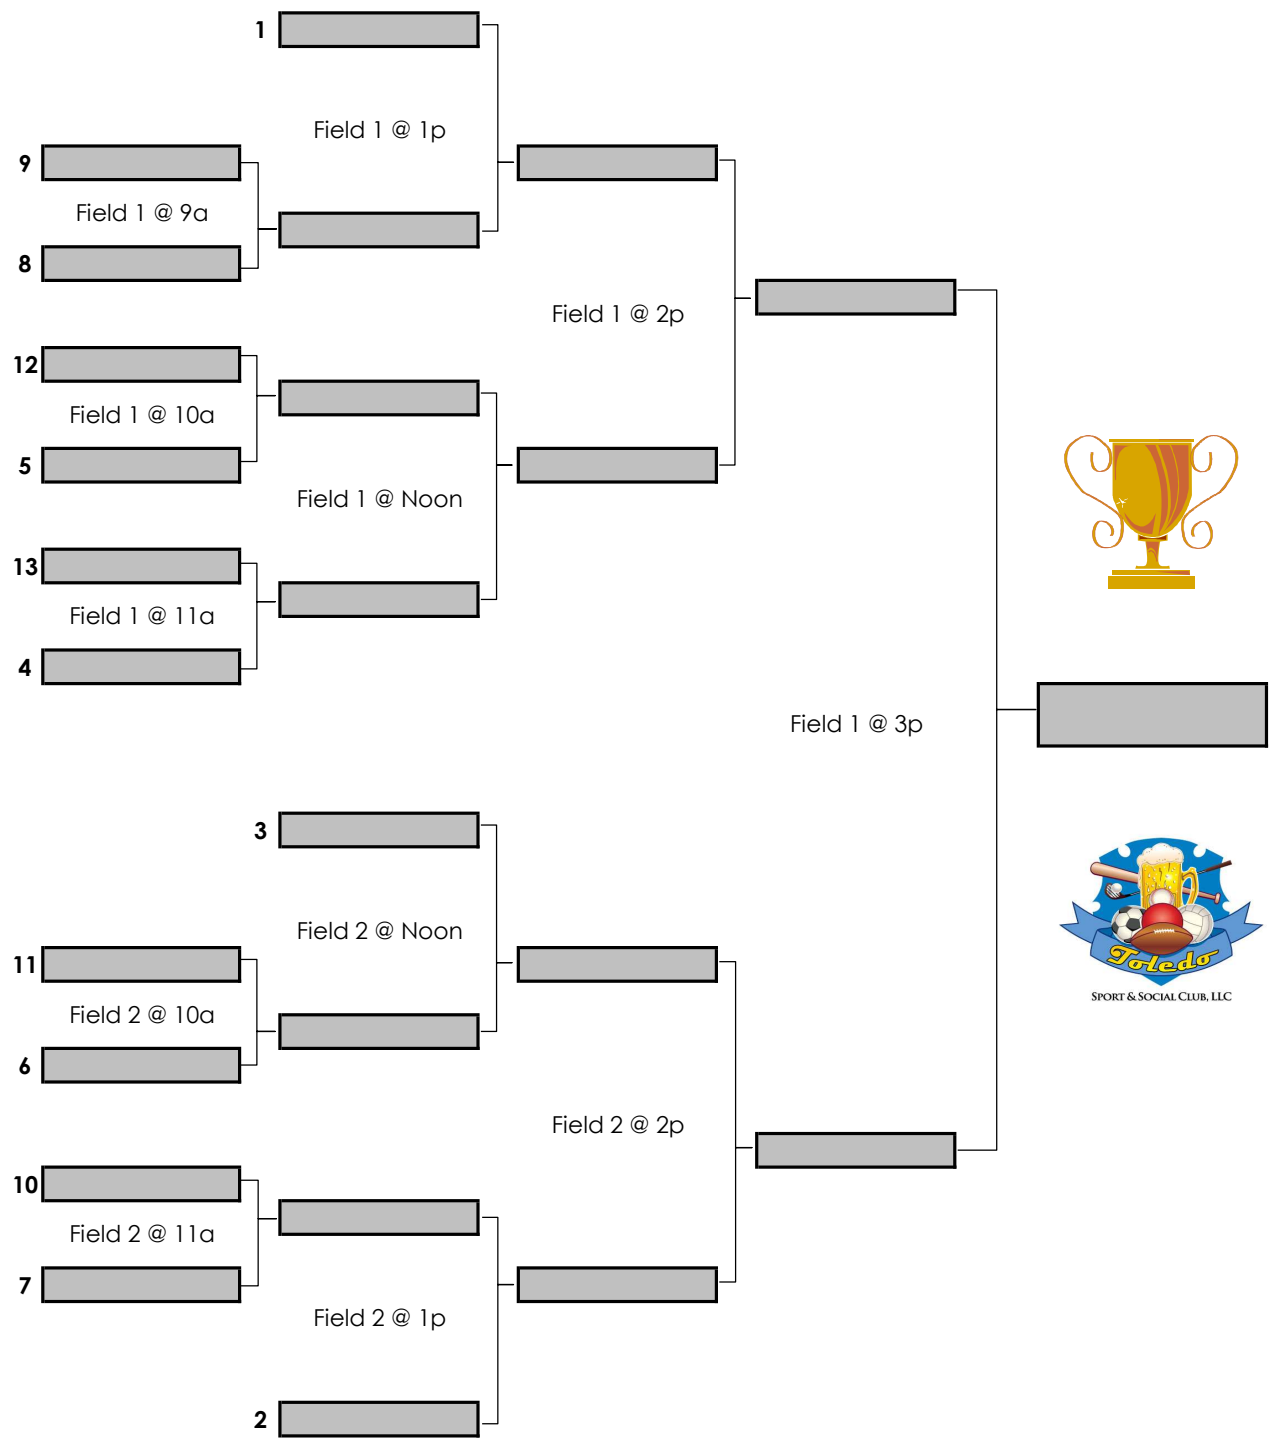 1
Field 1 @ 1p
9
Field 1 @ 9a
8
Field 1 @ 2p
12
Field 1 @ 10a
5
Field 1 @ Noon
13
Field 1 @ 11a
4
Field 1 @ 3p
3
Field 2 @ Noon
11
Field 2 @ 10a
6
Field 2 @ 2p
10
Field 2 @ 11a
7
Field 2 @ 1p
2
Toledo
SPORT & SOCIAL CLUB, LLC